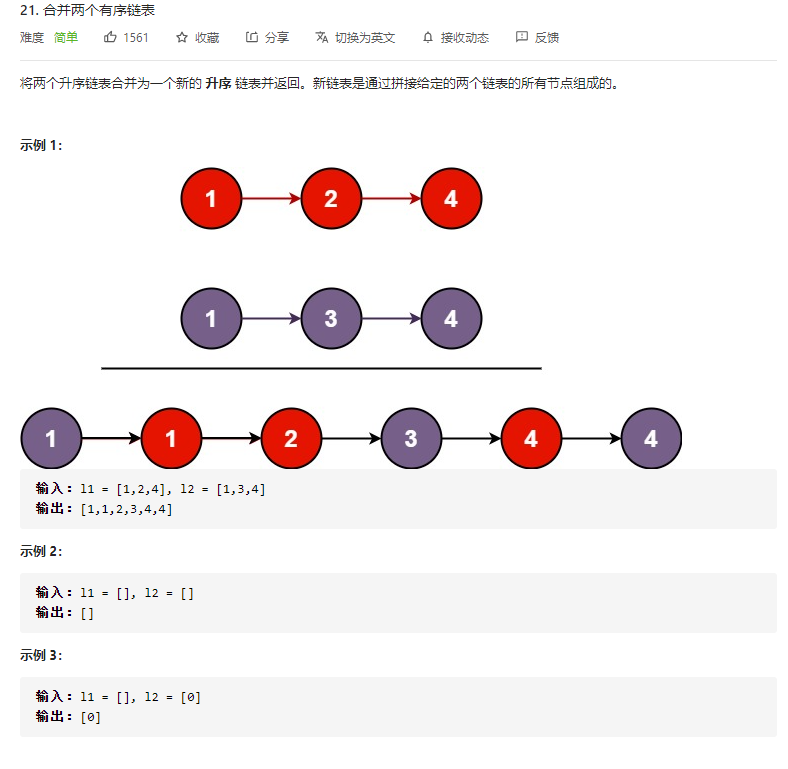 21. 合并两个有序链表
难度 简单 1561 收藏 分享 切换为英文 接收动态 反馈
将两个升序链表合并为一个新的 升序 链表并返回。新链表是通过拼接给定的两个链表的所有节点组成的。
示例 1:
1 2 4
1 3 4
1 1 2 3 4 4
输入：l1 = [1,2,4], l2 = [1,3,4]
输出：[1,1,2,3,4,4]
示例 2:
输入：l1 = [], l2 = []
输出：[]
示例 3:
输入：l1 = [], l2 = [0]
输出：[0]